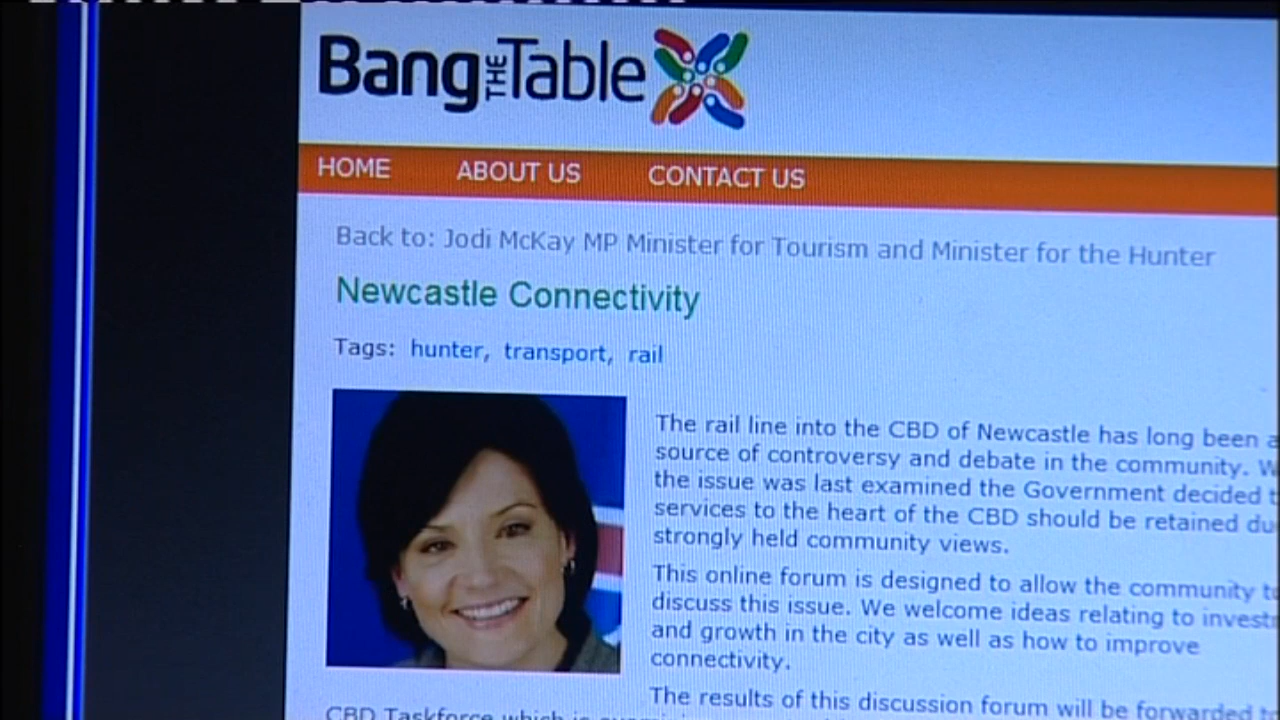 Bang THE Table
HOME ABOUT US CONTACT US
Back to: Jodi McKay MP Minister for Tourism and Minister for the Hunter
Newcastle Connectivity
Tags: hunter, transport, rail
The rail line into the CBD of Newcastle has long been a
source of controversy and debate in the community.
the issue was last examined the Government decided
services to the heart of the CBD should be retained
strongly held community views.
This online forum is designed to allow the community
discuss this issue. We welcome ideas relating to
and growth in the city as well as how to improve
connectivity.
The results of this discussion forum will be forwarded
CBD Taskforce which is